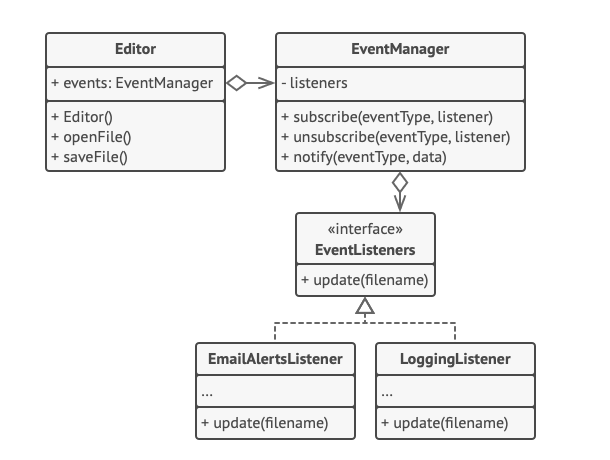 Editor
+ events: EventManager
+ Editor()
+ openFile()
+ saveFile()
EventManager
- listeners
+ subscribe(eventType, listener)
+ unsubscribe(eventType, listener)
+ notify(eventType, data)
«interface»
EventListeners
+ update(filename)
EmailAlertsListener
...
+ update(filename)
LoggingListener
...
+ update(filename)